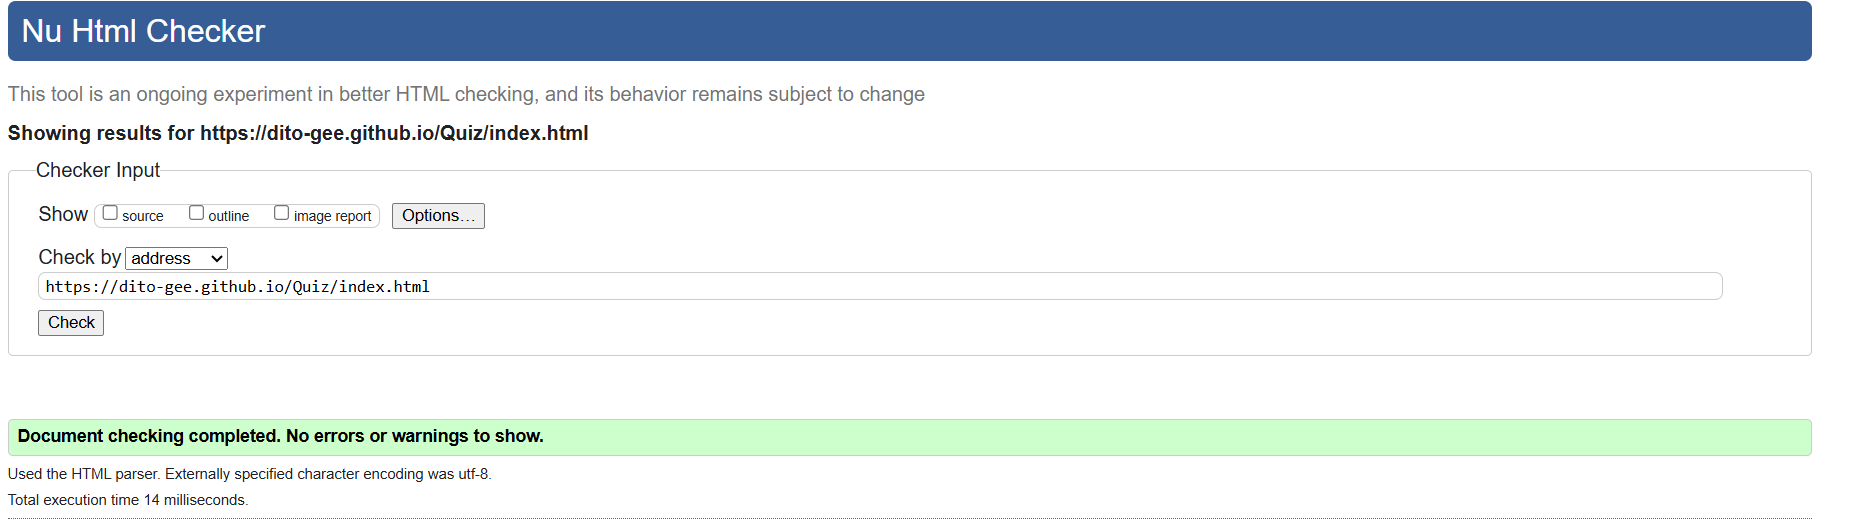 Nu Html Checker
This tool is an ongoing experiment in better HTML checking, and its behavior remains subject to change
Showing results for https://dito-gee.github.io/Quiz/index.html
Checker Input
Show source outline image report Options...
Check by address
https://dito-gee.github.io/Quiz/index.html
Check
Document checking completed. No errors or warnings to show.
Used the HTML parser. Externally specified character encoding was utf-8.
Total execution time 14 milliseconds.